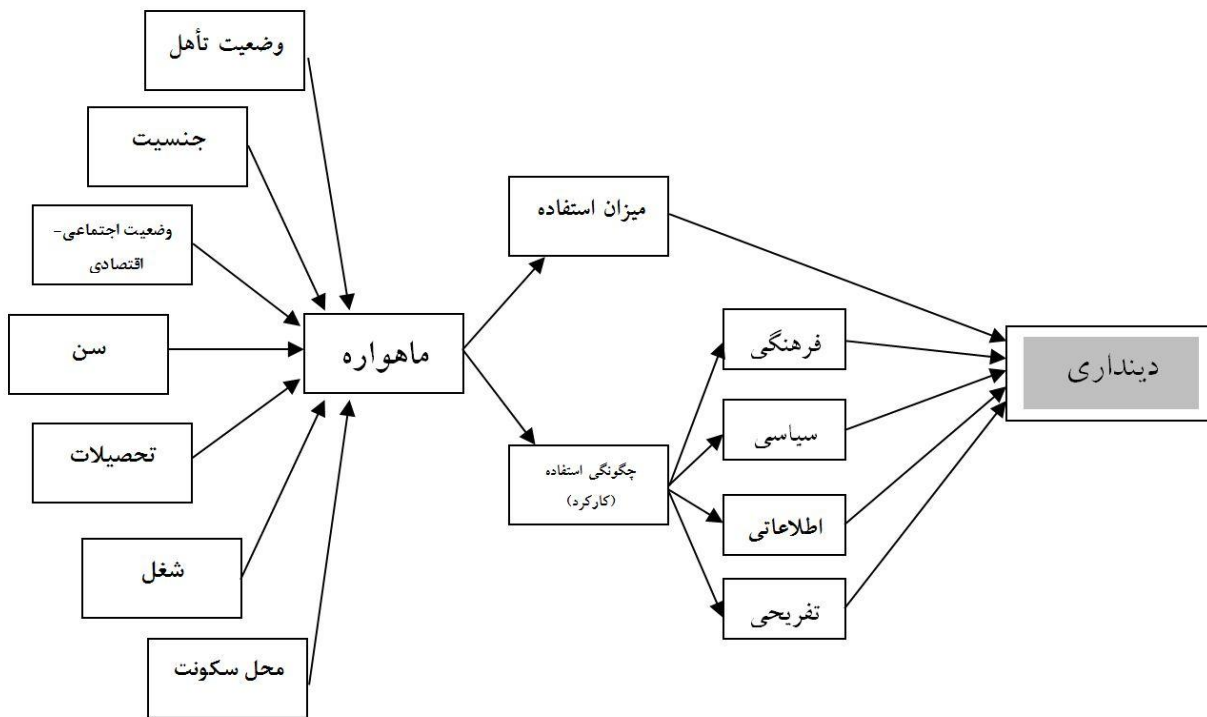 وضعیت تأهل
جنسیت
وضعیت اجتماعی-
اقتصادی
سن
تحصیلات
شغل
محل سکونت
ماهواره
میزان استفاده
چگونگی استفاده
(کارکرد)
فرهنگی
سیاسی
اطلاعاتی
تفریحی
دینداری